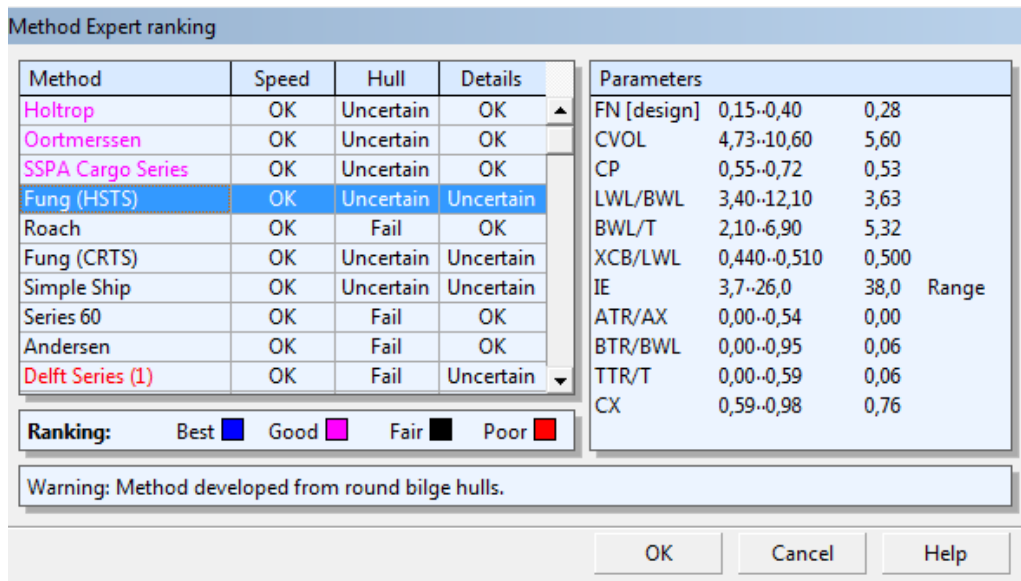 Method Expert ranking
Method Speed Hull Details
Holtrop OK Uncertain OK
Oortmerssen OK Uncertain OK
SSPA Cargo Series OK Uncertain OK
Fung (HSTS) OK Uncertain Uncertain
Roach OK Fail OK
Fung (CRTS) OK Uncertain Uncertain
Simple Ship OK Uncertain Uncertain
Series 60 OK Fail OK
Andersen OK Fail OK
Delft Series (1) OK Fail Uncertain
Ranking: Best Good Fair Poor
Parameters
FN [design] 0,15··0,40 0,28
CVOL 4,73··10,60 5,60
CP 0,55··0,72 0,53
LWL/BWL 3,40··12,10 3,63
BWL/T 2,10··6,90 5,32
XCB/LWL 0,440··0,510 0,500
IE 3,7··26,0 38,0 Range
ATR/AX 0,00··0,54 0,00
BTR/BWL 0,00··0,95 0,06
TTR/T 0,00··0,59 0,06
CX 0,59··0,98 0,76
Warning: Method developed from round bilge hulls.
OK Cancel Help